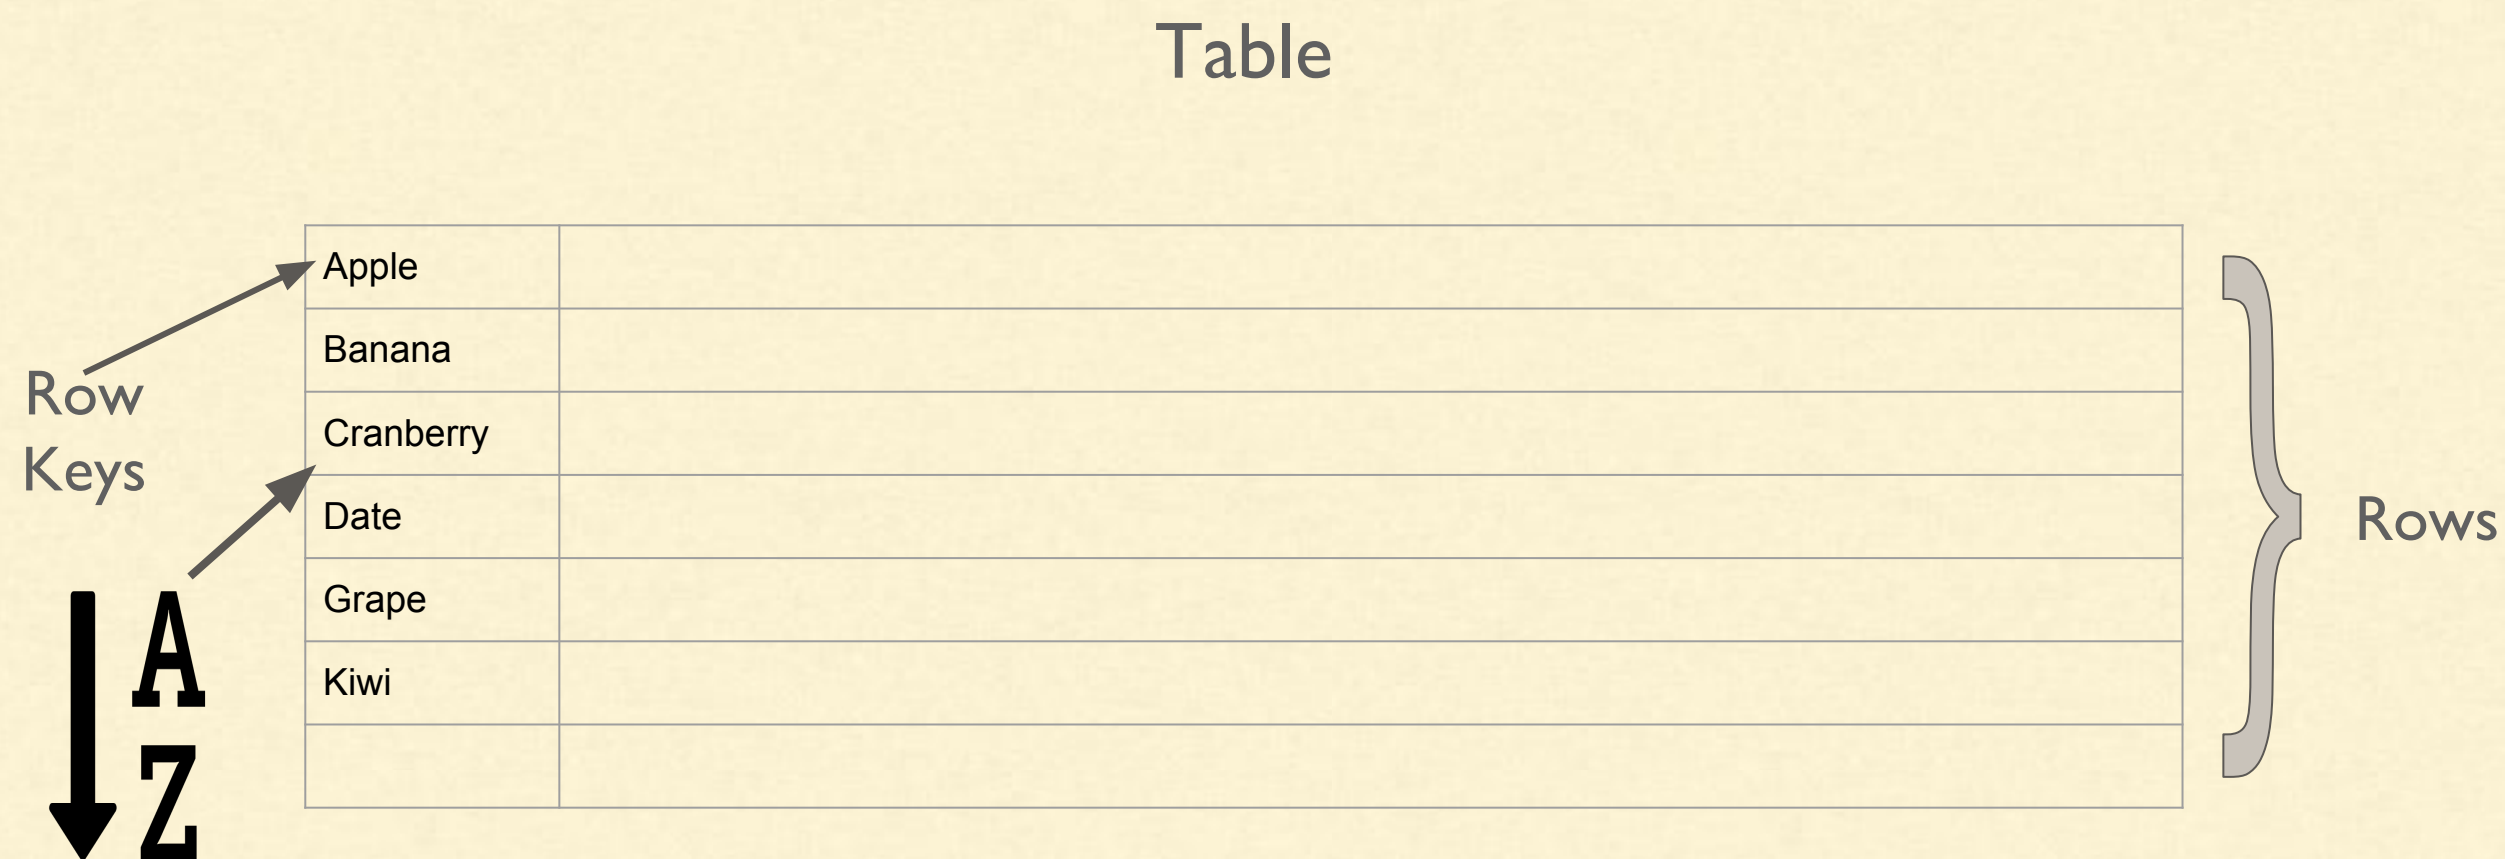 Table
Apple
Banana
Row
Keys
Cranberry
Date
Rows
Grape
Kiwi
A
Z